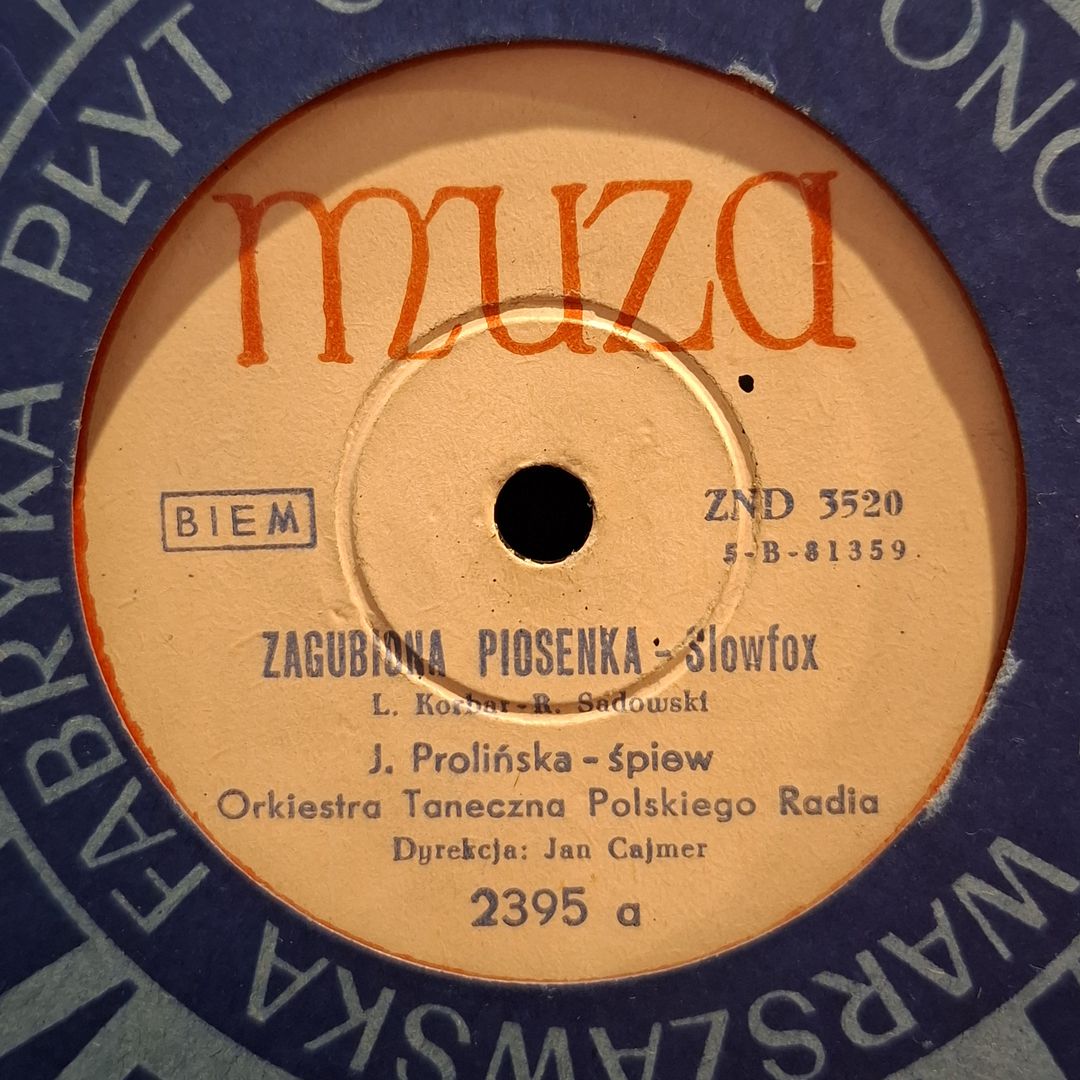 muza
BIEM
ZND 3520
5-B-81359
ZAGUBIONA PIOSENKA - Slowfox
L. Korbar - R. Sadowski
J. Prolińska - śpiew
Orkiestra Taneczna Polskiego Radia
Dyrekcja: Jan Cajmer
2395 a
WARSZAWSKA FABRYKA PŁYT